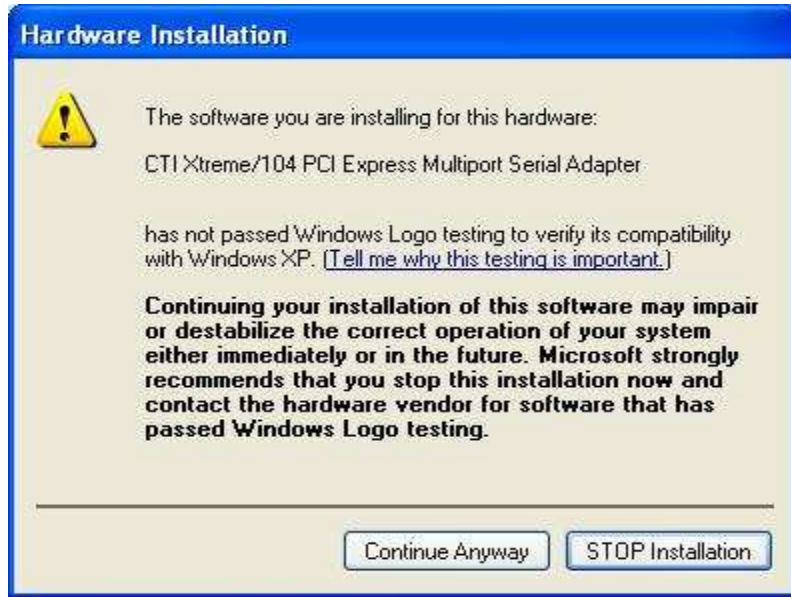 Hardware Installation
The software you are installing for this hardware:
CTI Xtreme/104 PCI Express Multiport Serial Adapter
has not passed Windows Logo testing to verify its compatibility
with Windows XP. (Tell me why this testing is important.)
Continuing your installation of this software may impair
or destabilize the correct operation of your system
either immediately or in the future. Microsoft strongly
recommends that you stop this installation now and
contact the hardware vendor for software that has
passed Windows Logo testing.
Continue Anyway
STOP Installation